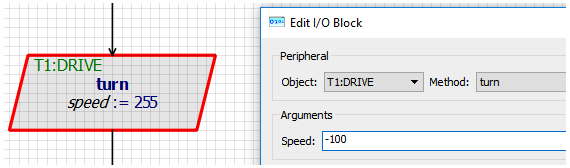 T1:DRIVE
turn
speed := 255
Edit I/O Block
Peripheral
Object: T1:DRIVE Method: turn
Arguments
Speed: -100